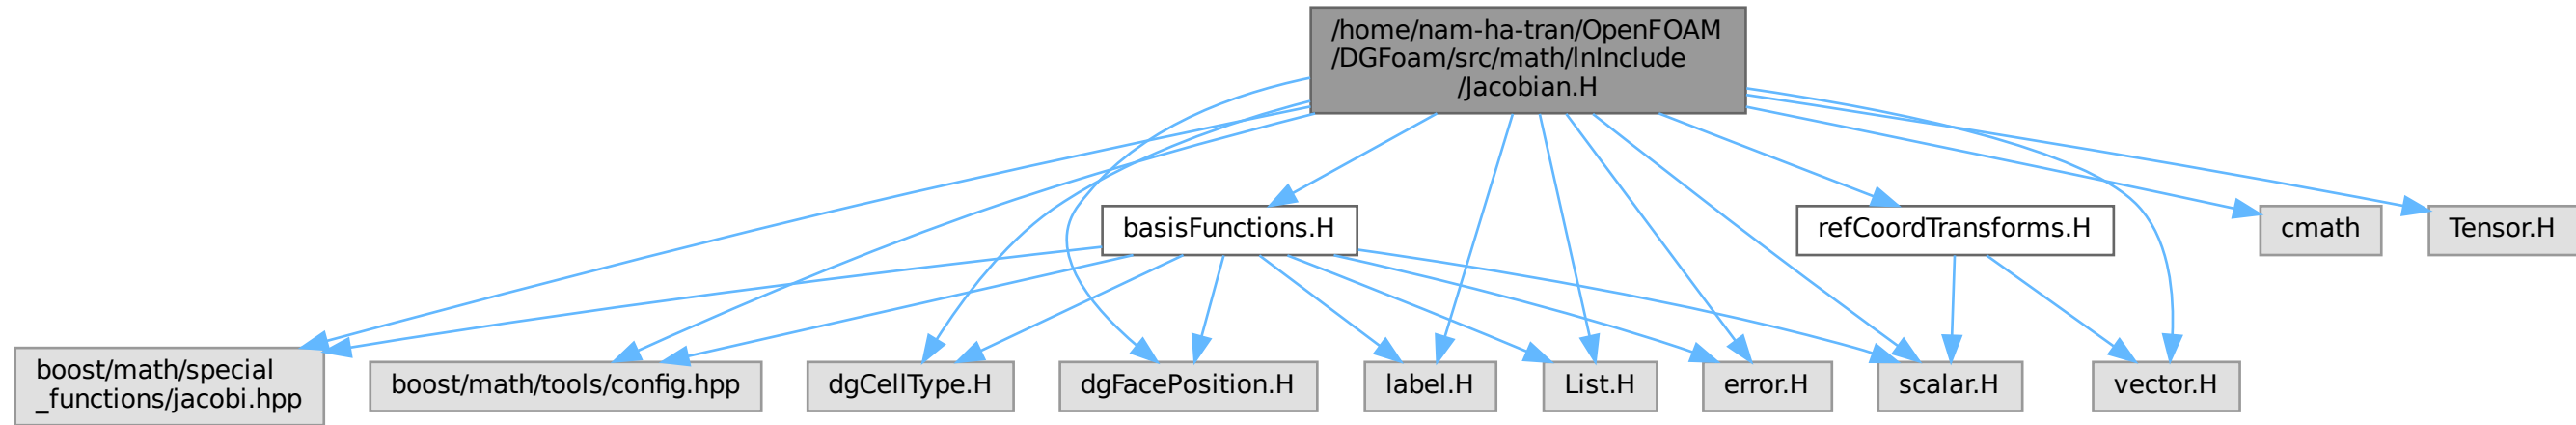 /home/nam-ha-tran/OpenFOAM
/DGFoam/src/math/lnInclude
/Jacobian.H
basisFunctions.H
refCoordTransforms.H
cmath
Tensor.H
boost/math/special
_functions/jacobi.hpp
boost/math/tools/config.hpp
dgCellType.H
dgFacePosition.H
label.H
List.H
error.H
scalar.H
vector.H